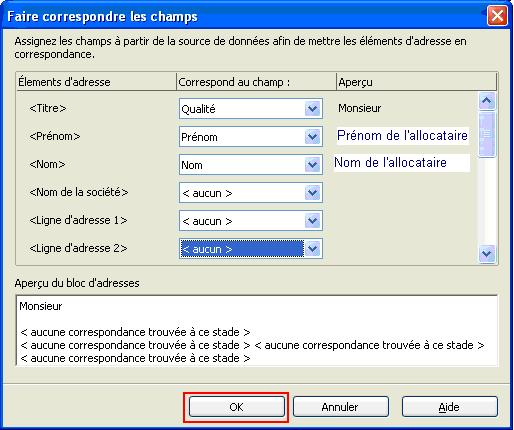 Faire correspondre les champs
Assignez les champs à partir de la source de données afin de mettre les éléments d'adresse en
correspondance.
Élements d'adresse Correspond au champ : Aperçu
<Titre> Qualité Monsieur
<Prénom> Prénom Prénom de l'allocataire
<Nom> Nom Nom de l'allocataire
<Nom de la société> < aucun >
<Ligne d'adresse 1> < aucun >
<Ligne d'adresse 2> < aucun >
Aperçu du bloc d'adresses
Monsieur
< aucune correspondance trouvée à ce stade >
< aucune correspondance trouvée à ce stade > < aucune correspondance trouvée à ce stade >
< aucune correspondance trouvée à ce stade >
OK Annuler Aide